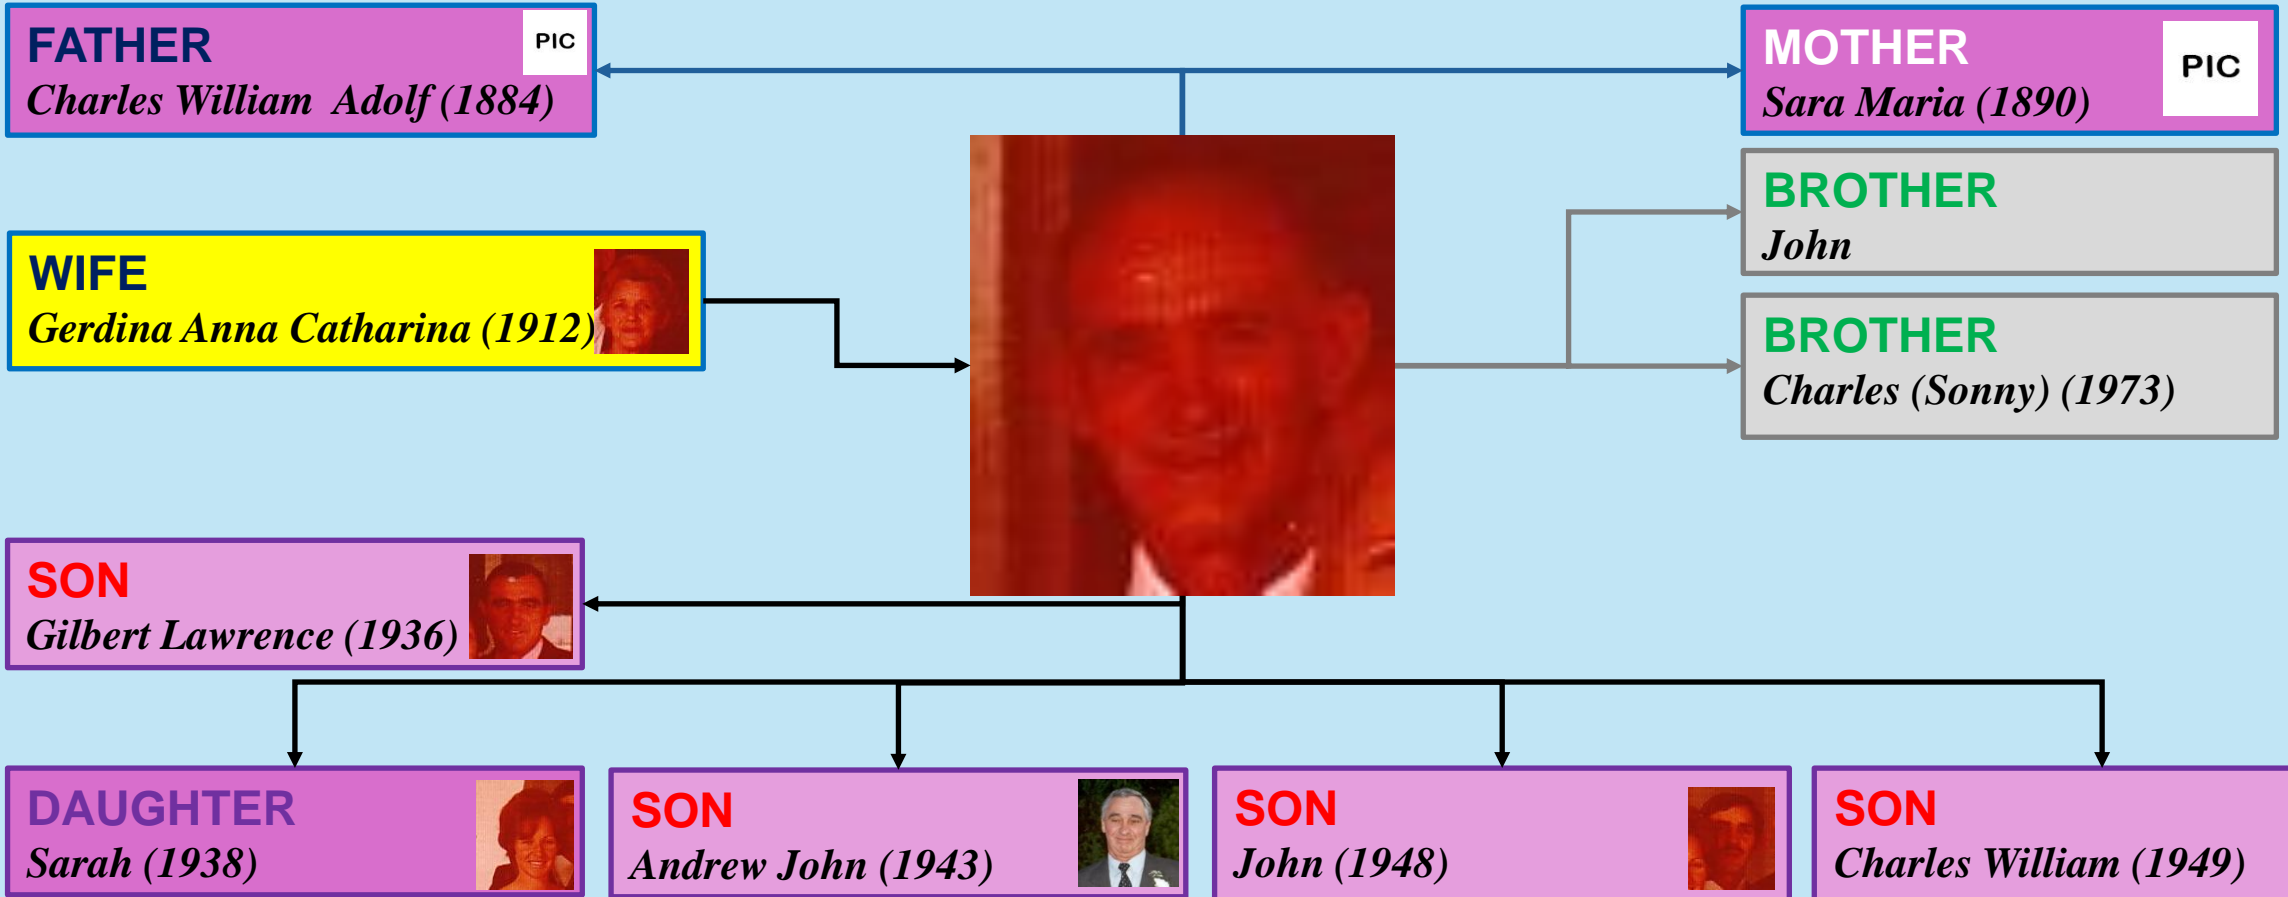 FATHER
PIC
Charles William Adolf (1884)
MOTHER
PIC
Sara Maria (1890)
BROTHER
John
WIFE
Gerdina Anna Catharina (1912)
BROTHER
Charles (Sonny) (1973)
SON
Gilbert Lawrence (1936)
DAUGHTER
Sarah (1938)
SON
Andrew John (1943)
SON
John (1948)
SON
Charles William (1949)